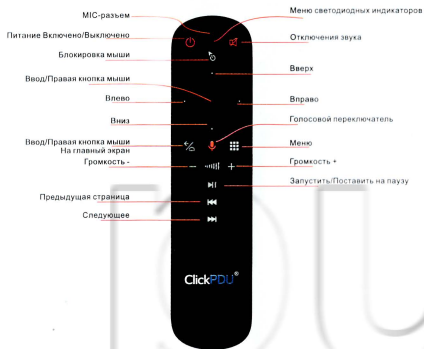 MIC-разъем
Меню светодиодных индикаторов
Питание Включено/Выключено
Отключения звука
Блокировка мыши
Вверх
Ввод/Правая кнопка мыши
Влево
Вправо
Вниз
Голосовой переключатель
Ввод/Правая кнопка мыши
На главный экран
Меню
Громкость -
Громкость +
Запустить/Поставить на паузу
Предыдущая страница
Следующее
ClickPDU®